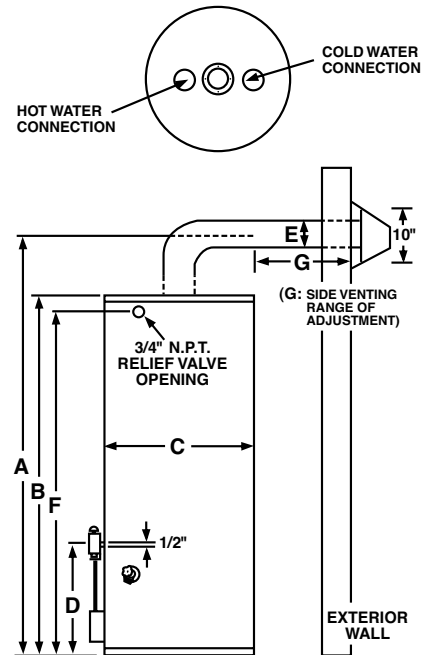 COLD WATER
CONNECTION
HOT WATER
CONNECTION
E
10"
G
(G: SIDE VENTING
RANGE OF
ADJUSTMENT)
3/4" N.P.T.
RELIEF VALVE
OPENING
A
B
F
C
1/2"
D
EXTERIOR
WALL